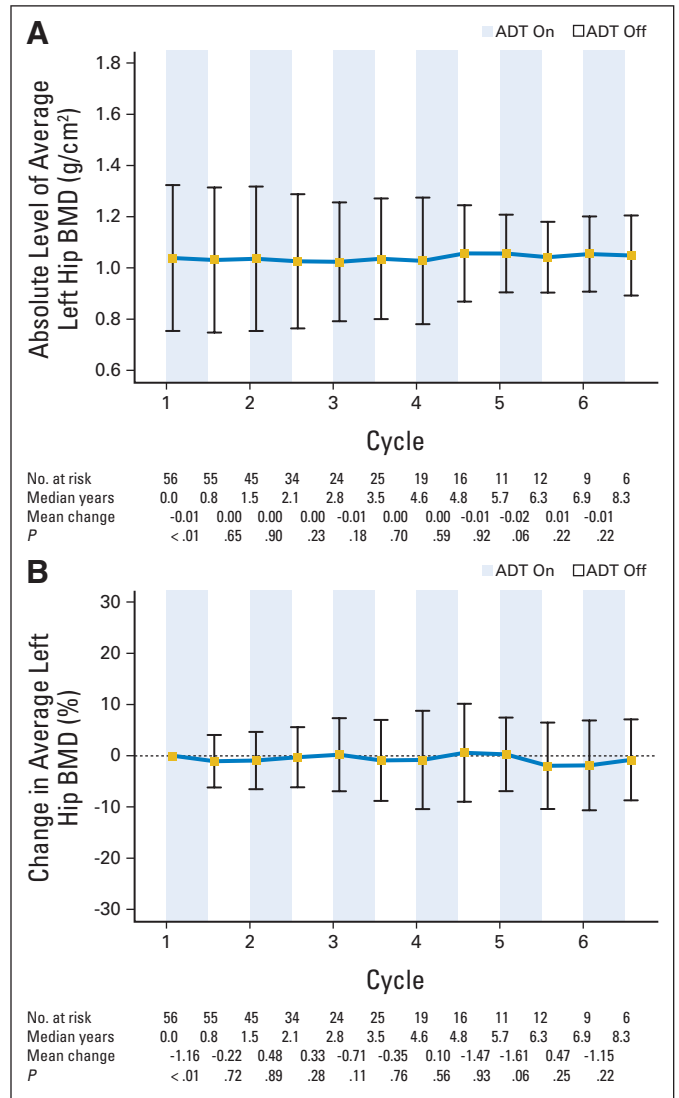 A
ADT On ADT Off
Absolute Level of Average
Left Hip BMD (g/cm²)
1.8
1.6
1.4
1.2
1.0
0.8
0.6
1 2 3 4 5 6
Cycle
No. at risk 56 55 45 34 24 25 19 16 11 12 9 6
Median years 0.0 0.8 1.5 2.1 2.8 3.5 4.6 4.8 5.7 6.3 6.9 8.3
Mean change -0.01 0.00 0.00 0.00 -0.01 0.00 0.00 -0.01 -0.02 0.01 -0.01
P < .01 .65 .90 .23 .18 .70 .59 .92 .06 .22 .22
B
ADT On ADT Off
Change in Average Left
Hip BMD (%)
30
20
10
0
-10
-20
-30
1 2 3 4 5 6
Cycle
No. at risk 56 55 45 34 24 25 19 16 11 12 9 6
Median years 0.0 0.8 1.5 2.1 2.8 3.5 4.6 4.8 5.7 6.3 6.9 8.3
Mean change -1.16 -0.22 0.48 0.33 -0.71 -0.35 0.10 -1.47 -1.61 0.47 -1.15
P < .01 .72 .89 .28 .11 .76 .56 .93 .06 .25 .22